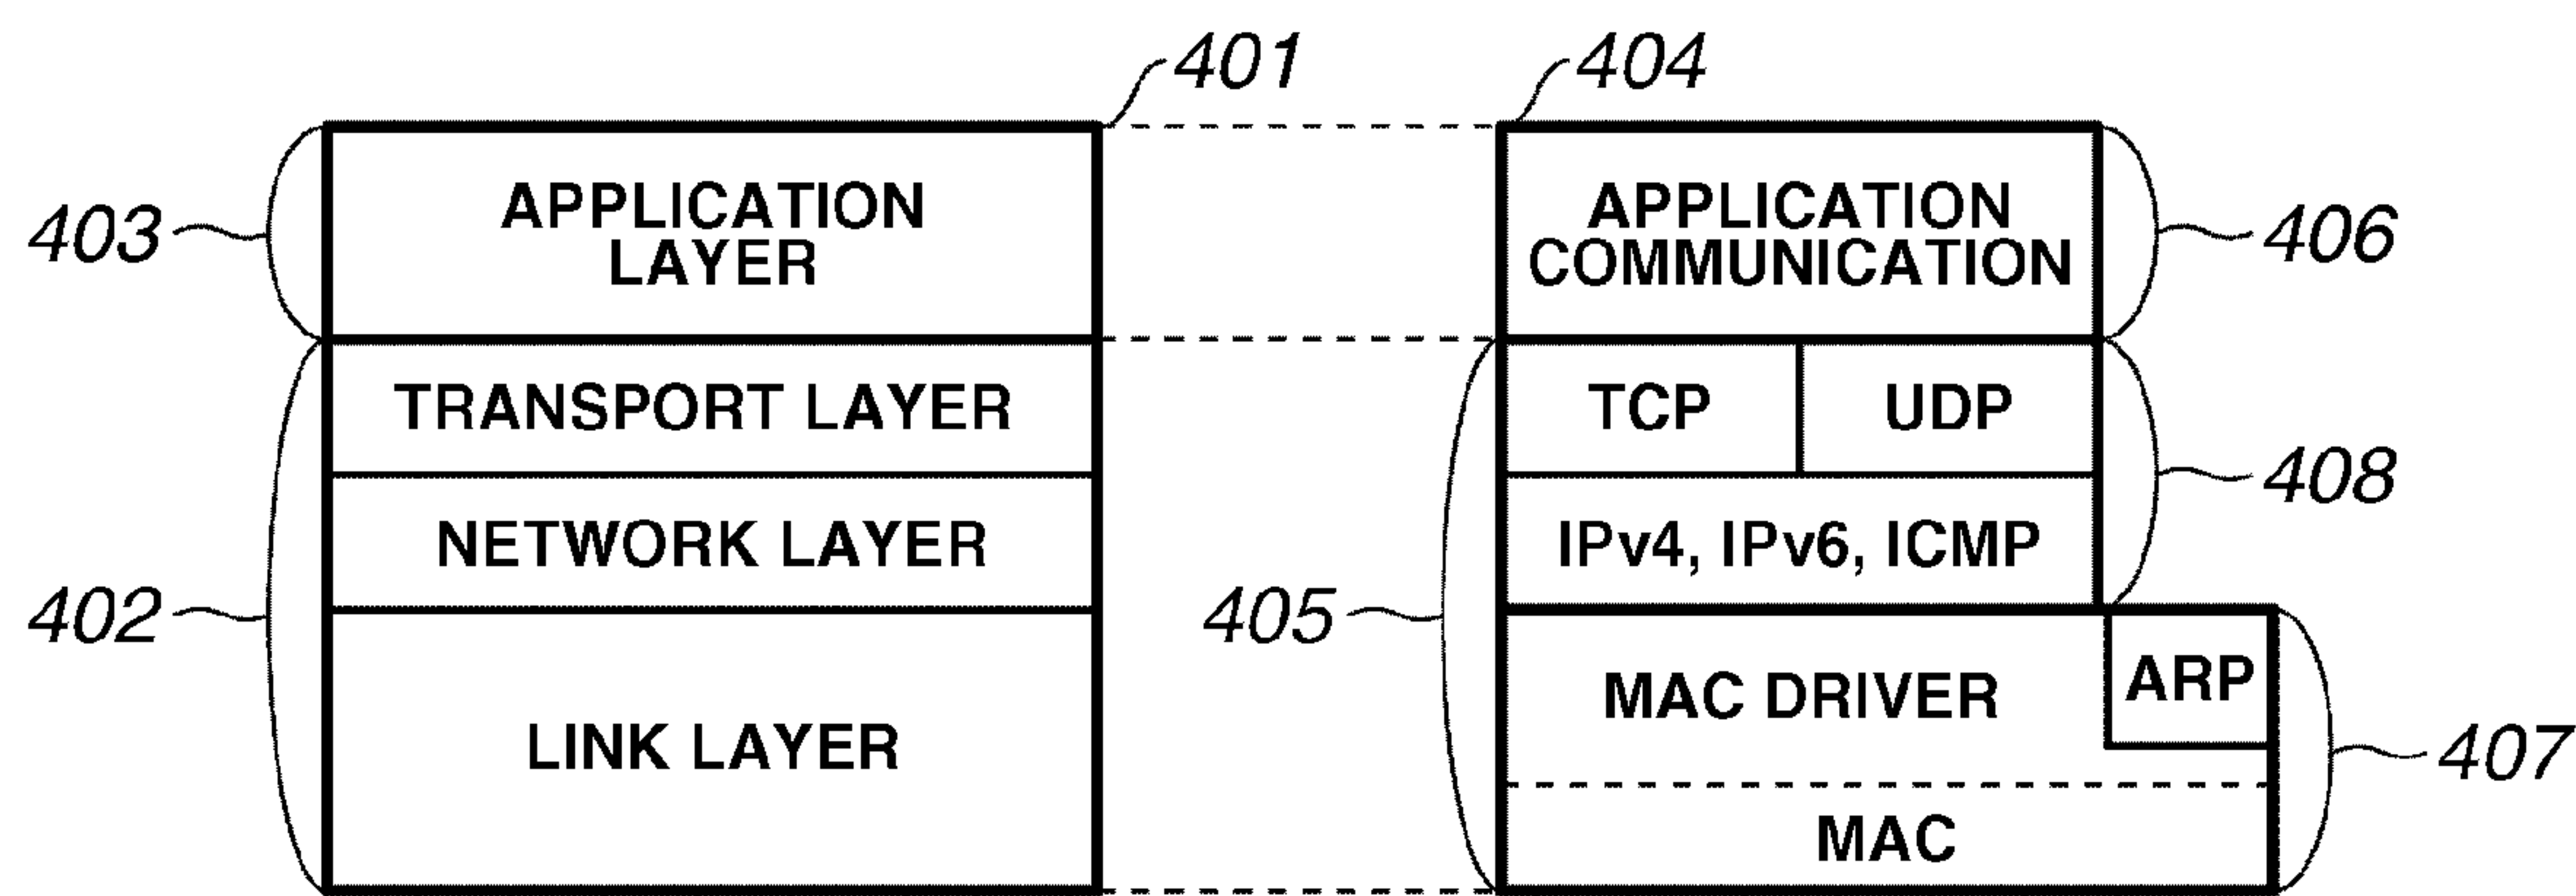 401
404
403
APPLICATION
LAYER
APPLICATION
COMMUNICATION
406
TRANSPORT LAYER
TCP
UDP
408
NETWORK LAYER
IPv4, IPv6, ICMP
402
405
LINK LAYER
MAC DRIVER
ARP
407
MAC